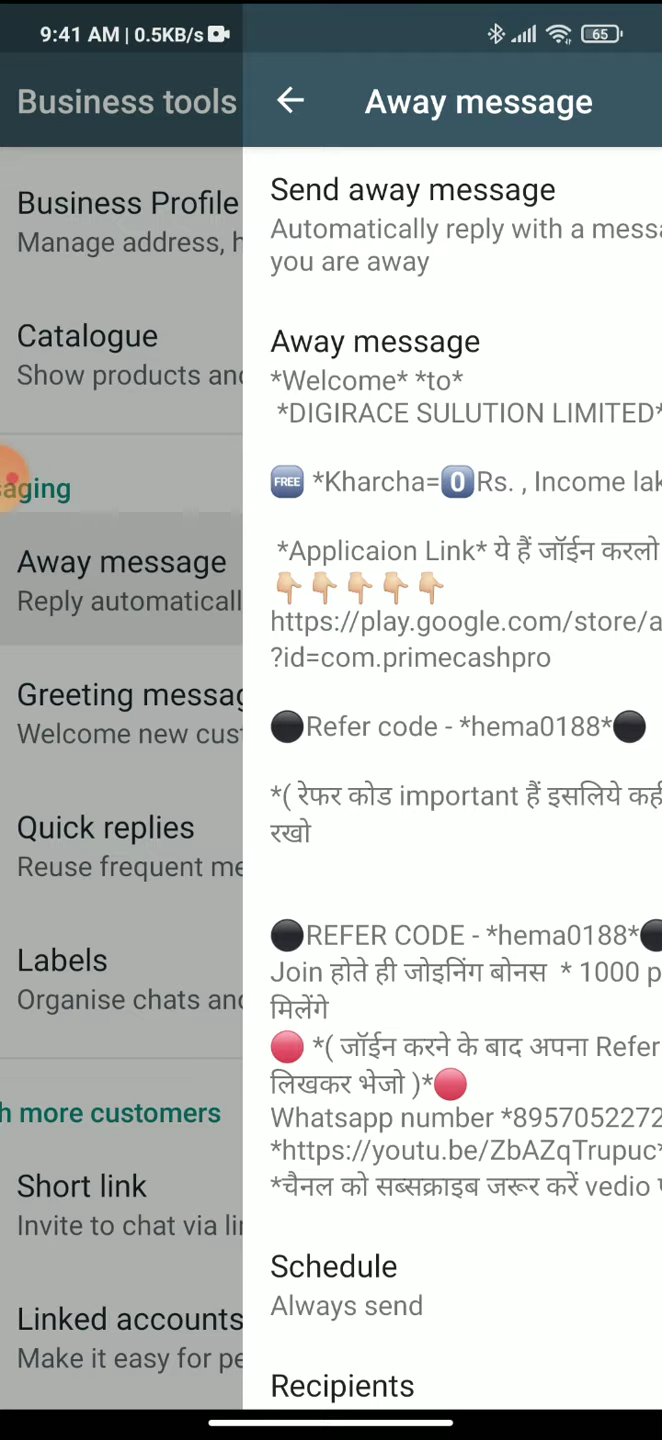 9:41 AM | 0.5KB/s
65
Business tools
Business Profile
Manage address, h
Catalogue
Show products and
aging
Away message
Reply automaticall
Greeting messag
Welcome new cus
Quick replies
Reuse frequent me
Labels
Organise chats and
h more customers
Short link
Invite to chat via li
Linked accounts
Make it easy for pe
Away message
Send away message
Automatically reply with a messa
you are away
Away message
*Welcome* *to*
*DIGIRACE SULUTION LIMITED*
FREE *Kharcha=0Rs. , Income lak
*Applicaion Link* ये हैं जॉईन करलो
👇🏼👇🏼👇🏼👇🏼👇🏼
https://play.google.com/store/a
?id=com.primecashpro
⚫Refer code - *hema0188*⚫
*( रेफर कोड important हैं इसलिये कही
रखो
⚫REFER CODE - *hema0188*⚫
Join होते ही जोइनिंग बोनस * 1000 p
मिलेंगे
🔴 *( जॉईन करने के बाद अपना Refer
लिखकर भेजो )*🔴
Whatsapp number *8957052272
*https://youtu.be/ZbAZqTrupuc*
*चैनल को सब्सक्राइब जरूर करें vedio
Schedule
Always send
Recipients